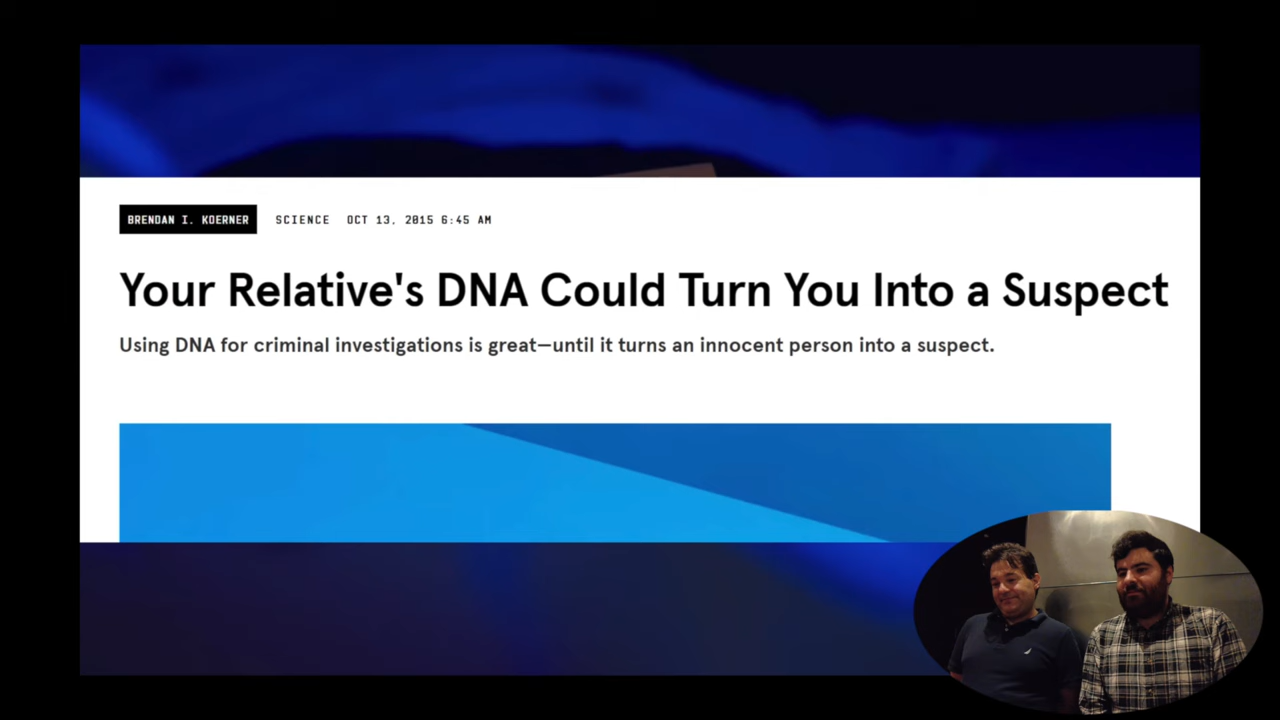 BRENDAN I. KOERNER SCIENCE OCT 13, 2015 6:45 AM
Your Relative's DNA Could Turn You Into a Suspect
Using DNA for criminal investigations is great—until it turns an innocent person into a suspect.